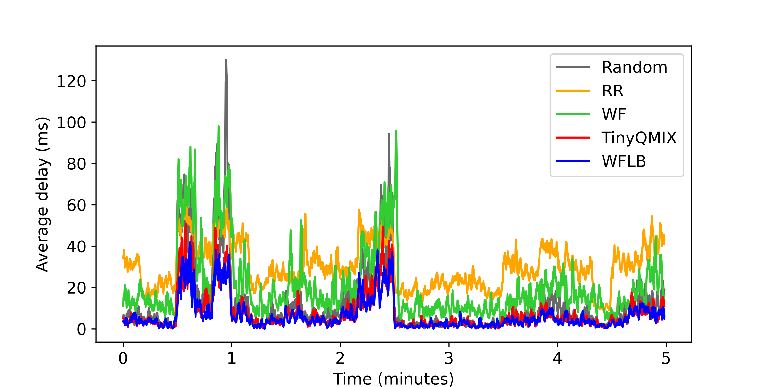 Average delay (ms)
120
100
80
60
40
20
0
0 1 2 3 4 5
Time (minutes)
Random
RR
WF
TinyQMIX
WFLB